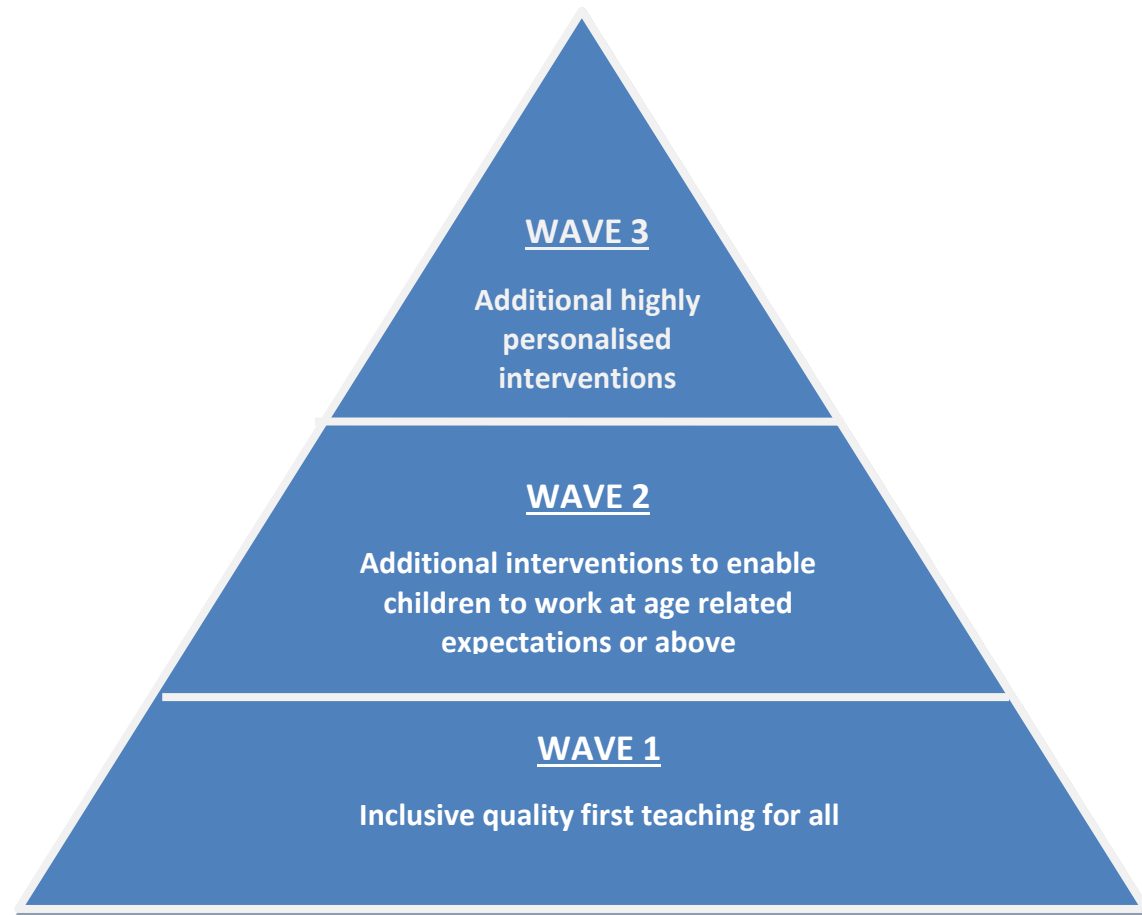 WAVE 3
Additional highly
personalised
interventions
WAVE 2
Additional interventions to enable
children to work at age related
expectations or above
WAVE 1
Inclusive quality first teaching for all